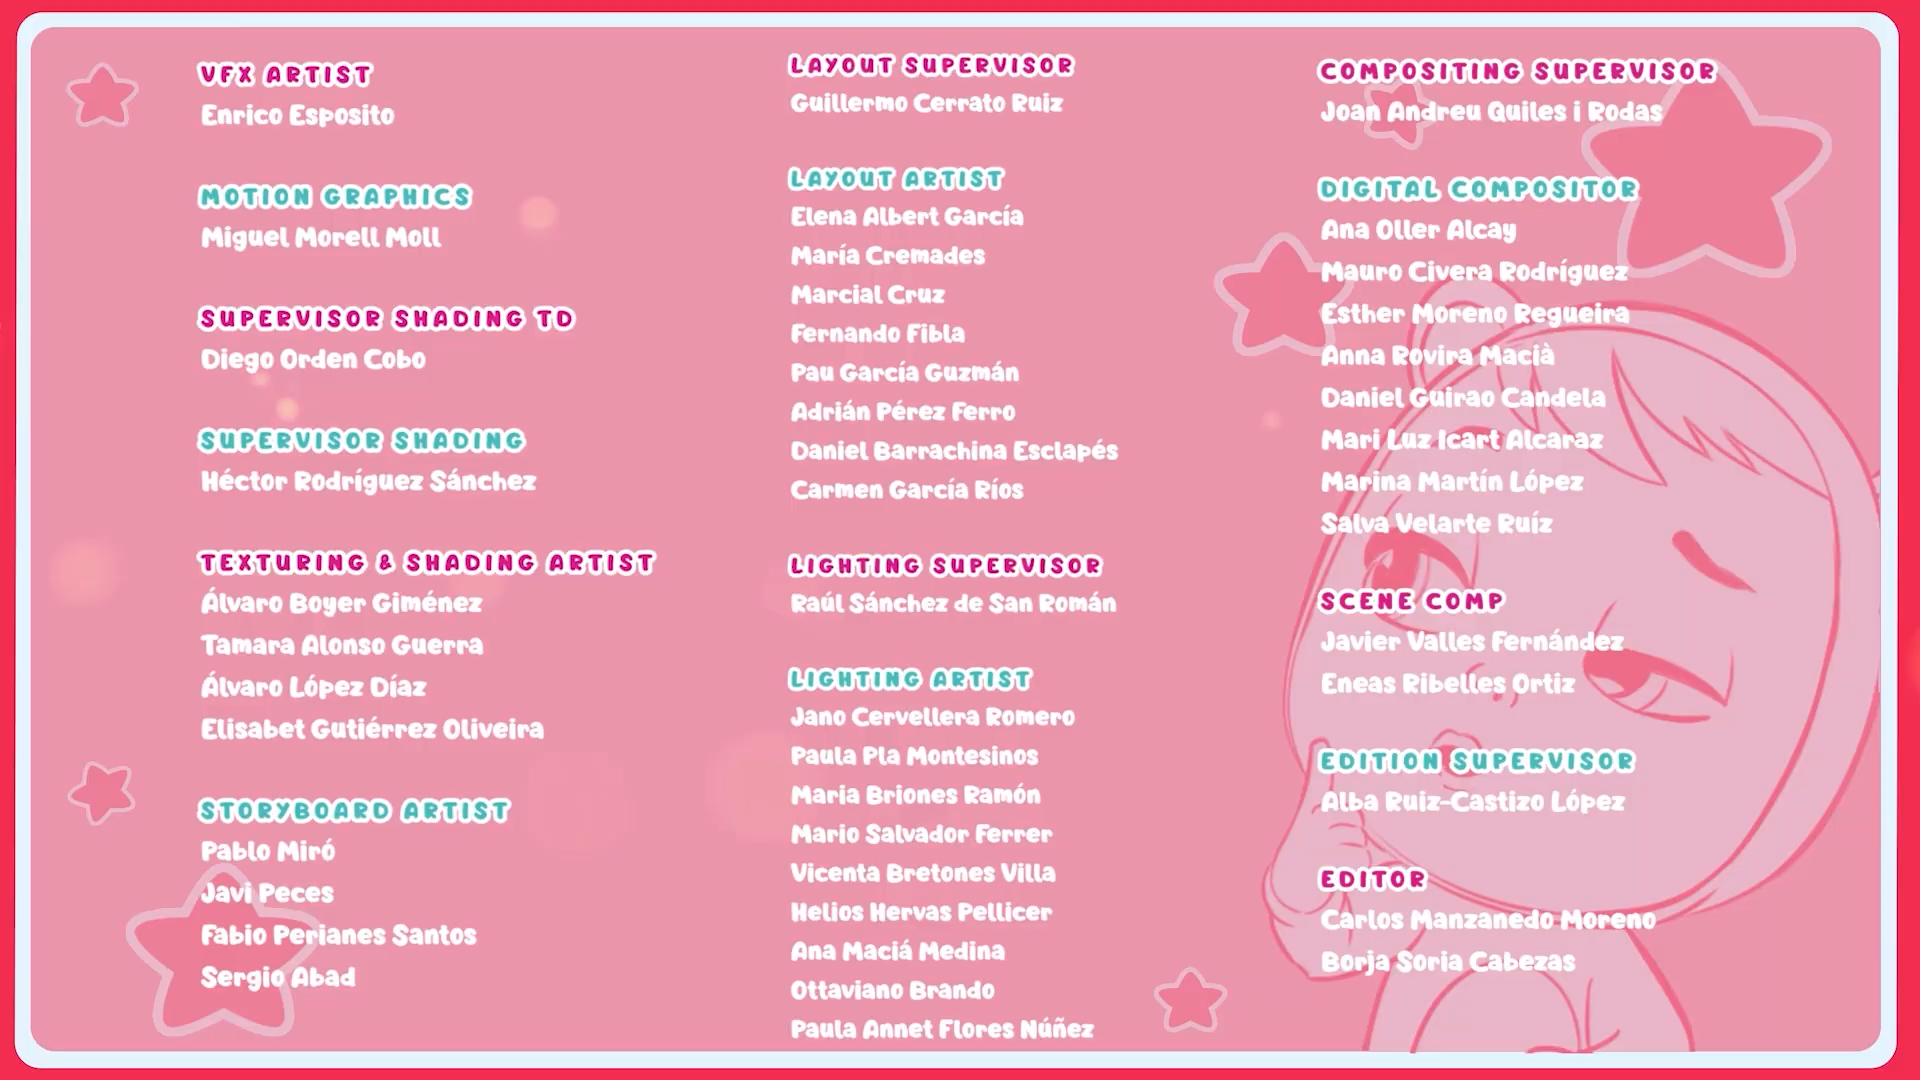 VFX ARTIST
Enrico Esposito
MOTION GRAPHICS
Miguel Morell Moll
SUPERVISOR SHADING TD
Diego Orden Cobo
SUPERVISOR SHADING
Héctor Rodríguez Sánchez
TEXTURING & SHADING ARTIST
Álvaro Boyer Giménez
Tamara Alonso Guerra
Álvaro López Díaz
Elisabet Gutiérrez Oliveira
STORYBOARD ARTIST
Pablo Miró
Javi Peces
Fabio Perianes Santos
Sergio Abad
LAYOUT SUPERVISOR
Guillermo Cerrato Ruiz
LAYOUT ARTIST
Elena Albert García
María Cremades
Marcial Cruz
Fernando Fibla
Pau García Guzmán
Adrián Pérez Ferro
Daniel Barrachina Esclapés
Carmen García Ríos
LIGHTING SUPERVISOR
Raúl Sánchez de San Román
LIGHTING ARTIST
Jano Cervellera Romero
Paula Pla Montesinos
Maria Briones Ramón
Mario Salvador Ferrer
Vicenta Bretones Villa
Helios Hervas Pellicer
Ana Maciá Medina
Ottaviano Brando
Paula Annet Flores Núñez
COMPOSITING SUPERVISOR
Joan Andreu Quiles i Rodas
DIGITAL COMPOSITOR
Ana Oller Alcay
Mauro Civera Rodríguez
Esther Moreno Regueira
Anna Rovira Macià
Daniel Guirao Candela
Mari Luz Icart Alcaraz
Marina Martín López
Salva Velarte Ruíz
SCENE COMP
Javier Valles Fernández
Eneas Ribelles Ortiz
EDITION SUPERVISOR
Alba Ruiz-Castizo López
EDITOR
Carlos Manzanedo Moreno
Borja Soria Cabezas